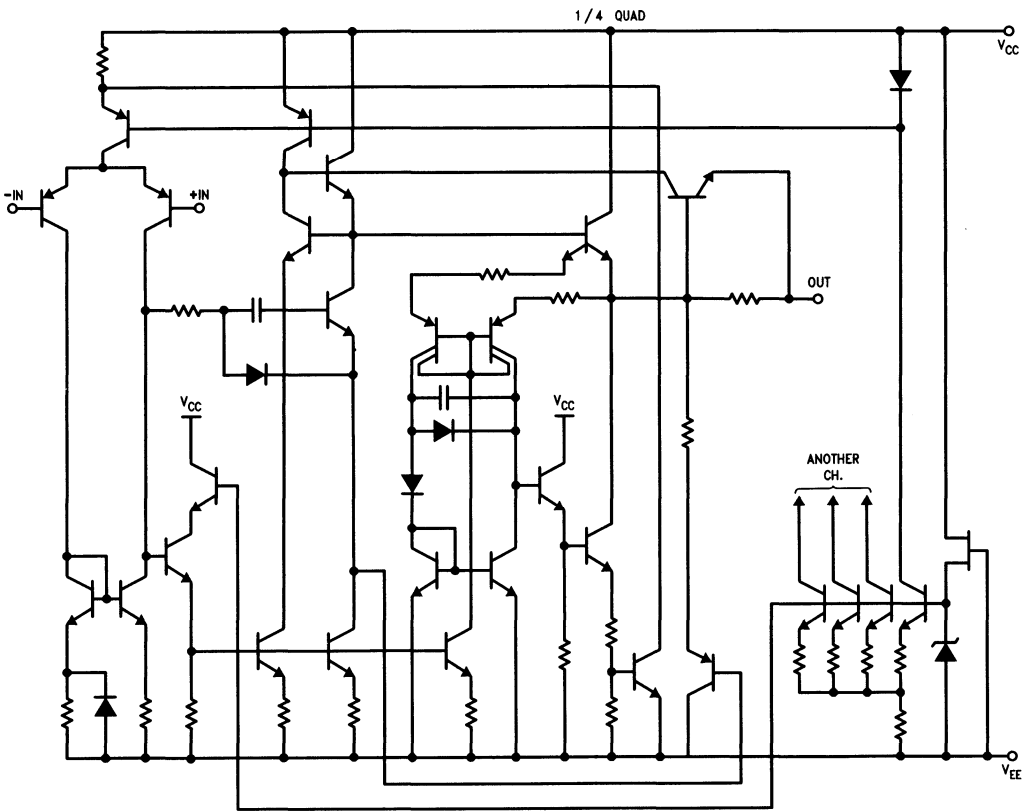 1/4 QUAD
VCC
-IN
+IN
OUT
VCC
VCC
ANOTHER
CH.
VEE